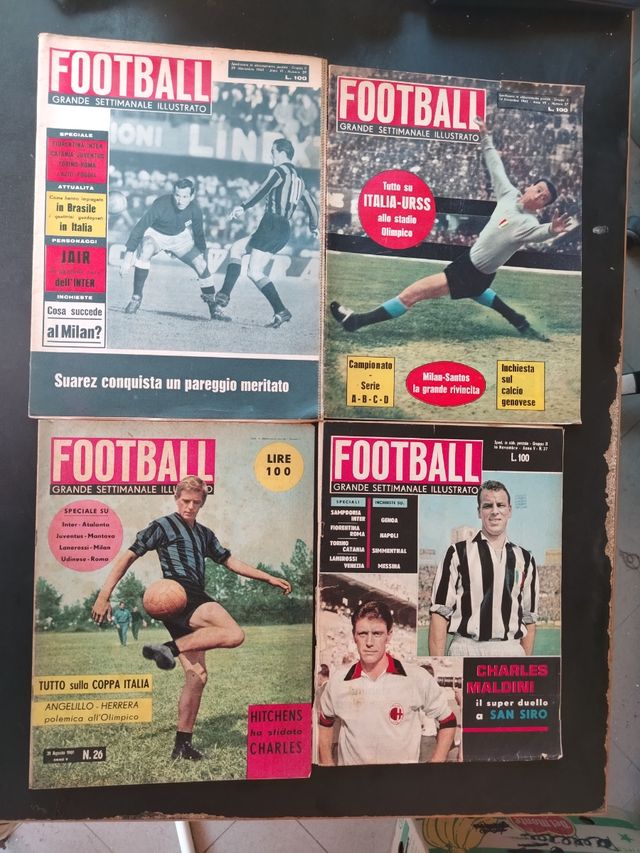 FOOTBALL
GRANDE SETTIMANALE ILLUSTRATO
L. 100
SPECIALE
FIORENTINA INTER
CATANIA JUVENTUS
TORINO ROMA
LAZIO FOGGIA
ATTUALITÀ
in Brasile
in Italia
PERSONAGGI
JAIR
dell'INTER
INCHIESTE
Cosa succede
al Milan?
Suarez conquista un pareggio meritato
FOOTBALL
GRANDE SETTIMANALE ILLUSTRATO
L. 100
Tutto su
ITALIA-URSS
allo stadio
Olimpico
Campionato
-
Serie
A-B-C-D
Milan-Santos
la grande rivincita
Inchiesta
sul
calcio
genovese
FOOTBALL
GRANDE SETTIMANALE ILLUSTRATO
LIRE
100
SPECIALE SU
Inter-Atalanta
Juventus-Mantova
Lanerossi-Milan
Udinese-Roma
TUTTO sulla COPPA ITALIA
ANGELILLO - HERRERA
polemica all'Olimpico
HITCHENS
ha sfidato
CHARLES
N. 26
FOOTBALL
GRANDE SETTIMANALE ILLUSTRATO
L. 100
SPECIALI
SAMPDORIA
INTER
FIORENTINA
ROMA
TORINO
CATANIA
LANEROSSI
VENEZIA
INCHIESTE SU:
GENOA
NAPOLI
SIMMENTHAL
MESSINA
CHARLES
MALDINI
il super duello
a SAN SIRO